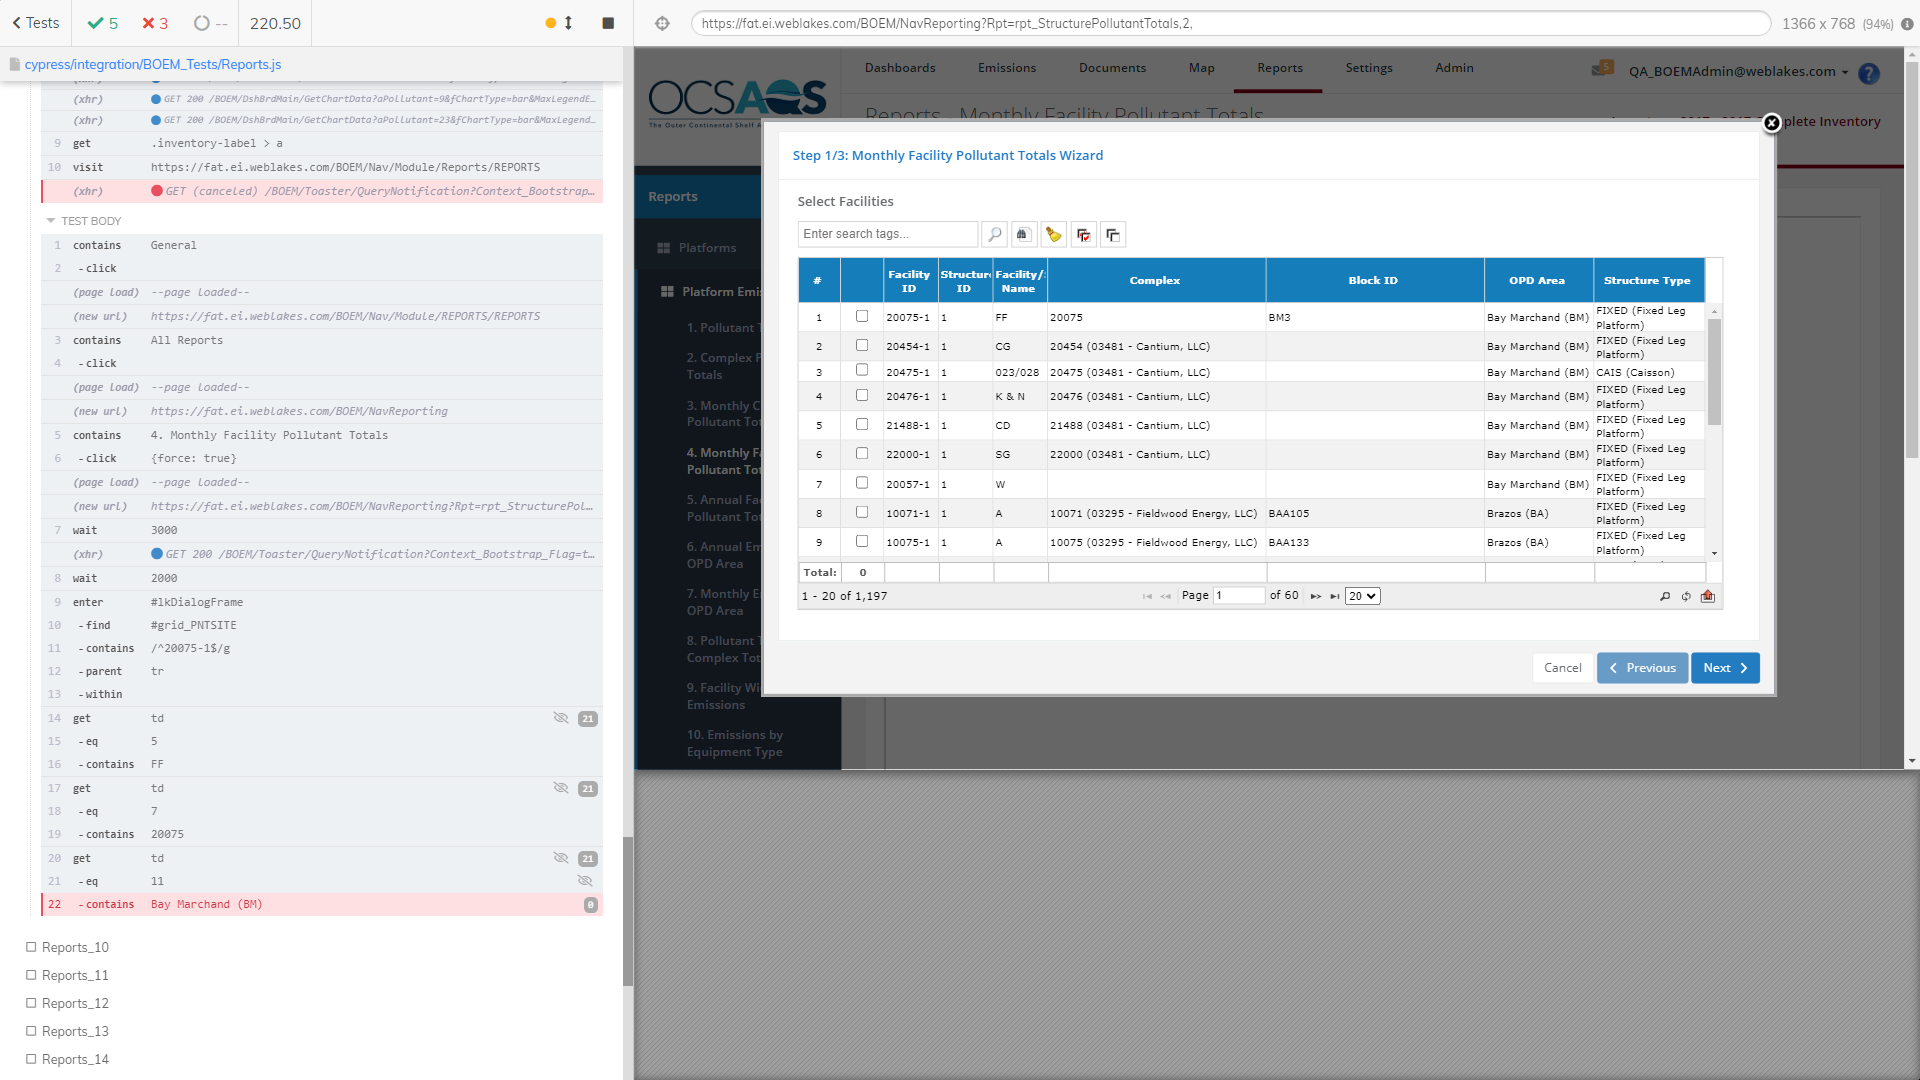 Tests
5
3
--
220.50
https://fat.ei.weblakes.com/BOEM/NavReporting?Rpt=rpt_StructurePollutantTotals,2,
1366 x 768 (94%)
cypress/integration/BOEM_Tests/Reports.js
(xhr) GET 200 /BOEM/DshBrdMain/GetChartData?aPollutant=9&fChartType=bar&MaxLegendE...
(xhr) GET 200 /BOEM/DshBrdMain/GetChartData?aPollutant=23&fChartType=bar&MaxLegend...
9 get .inventory-label > a
10 visit https://fat.ei.weblakes.com/BOEM/Nav/Module/Reports/REPORTS
(xhr) GET (canceled) /BOEM/Toaster/QueryNotification?Context_Bootstrap...
TEST BODY
1 contains General
2 - click
(page load) --page loaded--
(new url) https://fat.ei.weblakes.com/BOEM/Nav/Module/REPORTS/REPORTS
3 contains All Reports
4 - click
(page load) --page loaded--
(new url) https://fat.ei.weblakes.com/BOEM/NavReporting
5 contains 4. Monthly Facility Pollutant Totals
6 - click {force: true}
(page load) --page loaded--
(new url) https://fat.ei.weblakes.com/BOEM/NavReporting?Rpt=rpt_StructurePol...
7 wait 3000
(xhr) GET 200 /BOEM/Toaster/QueryNotification?Context_Bootstrap_Flag=t...
8 wait 2000
9 enter #lkDialogFrame
10 - find #grid_PNTSITE
11 - contains /^20075-1$/g
12 - parent tr
13 - within
14 get td 21
15 - eq 5
16 - contains FF
17 get td 21
18 - eq 7
19 - contains 20075
20 get td 21
21 - eq 11
22 - contains Bay Marchand (BM) 0
Reports_10
Reports_11
Reports_12
Reports_13
Reports_14
OCSAQS
The Outer Continental Shelf A
Dashboards Emissions Documents Map Reports Settings Admin
5 QA_BOEMAdmin@weblakes.com ?
Reports - Monthly Facility Pollutant Totals
plete Inventory
Reports
Platforms
Platform Emi
1. Pollutant T
2. Complex P
Totals
3. Monthly C
Pollutant Tot
4. Monthly Fa
Pollutant Tot
5. Annual Fac
Pollutant Tot
6. Annual Em
OPD Area
7. Monthly E
OPD Area
8. Pollutant T
Complex Tot
9. Facility Wi
Emissions
10. Emissions by
Equipment Type
Step 1/3: Monthly Facility Pollutant Totals Wizard
Select Facilities
Enter search tags...
# Facility ID Structure ID Facility/ Name Complex Block ID OPD Area Structure Type
1 20075-1 1 FF 20075 BM3 Bay Marchand (BM) FIXED (Fixed Leg Platform)
2 20454-1 1 CG 20454 (03481 - Cantium, LLC) Bay Marchand (BM) FIXED (Fixed Leg Platform)
3 20475-1 1 023/028 20475 (03481 - Cantium, LLC) Bay Marchand (BM) CAIS (Caisson)
4 20476-1 1 K & N 20476 (03481 - Cantium, LLC) Bay Marchand (BM) FIXED (Fixed Leg Platform)
5 21488-1 1 CD 21488 (03481 - Cantium, LLC) Bay Marchand (BM) FIXED (Fixed Leg Platform)
6 22000-1 1 SG 22000 (03481 - Cantium, LLC) Bay Marchand (BM) FIXED (Fixed Leg Platform)
7 20057-1 1 W Bay Marchand (BM) FIXED (Fixed Leg Platform)
8 10071-1 1 A 10071 (03295 - Fieldwood Energy, LLC) BAA105 Brazos (BA) FIXED (Fixed Leg Platform)
9 10075-1 1 A 10075 (03295 - Fieldwood Energy, LLC) BAA133 Brazos (BA) FIXED (Fixed Leg Platform)
Total: 0
1 - 20 of 1,197 Page 1 of 60 20
Cancel Previous Next